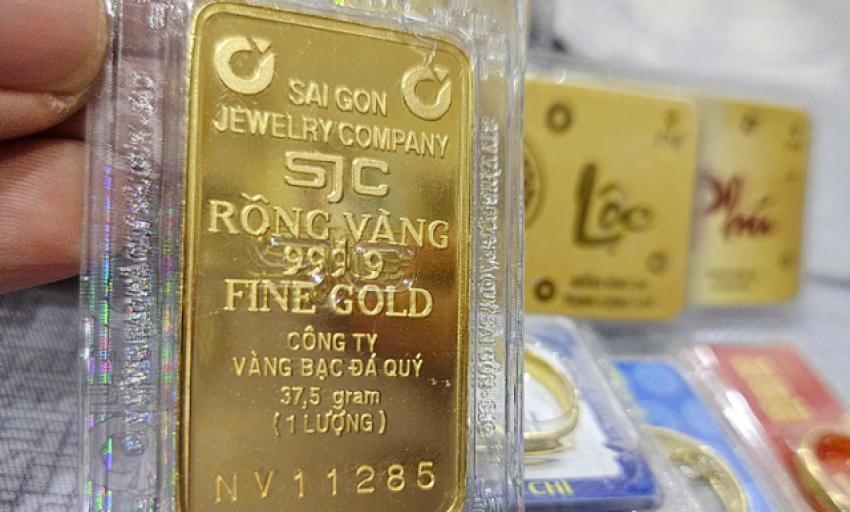 SAI GON
JEWELRY COMPANY
SJC
RỒNG VÀNG
9999
FINE GOLD
CÔNG TY
VÀNG BẠC ĐÁ QUÝ
37,5 gram
(1 LƯỢNG)
NV11285
Lộc
CHỈ